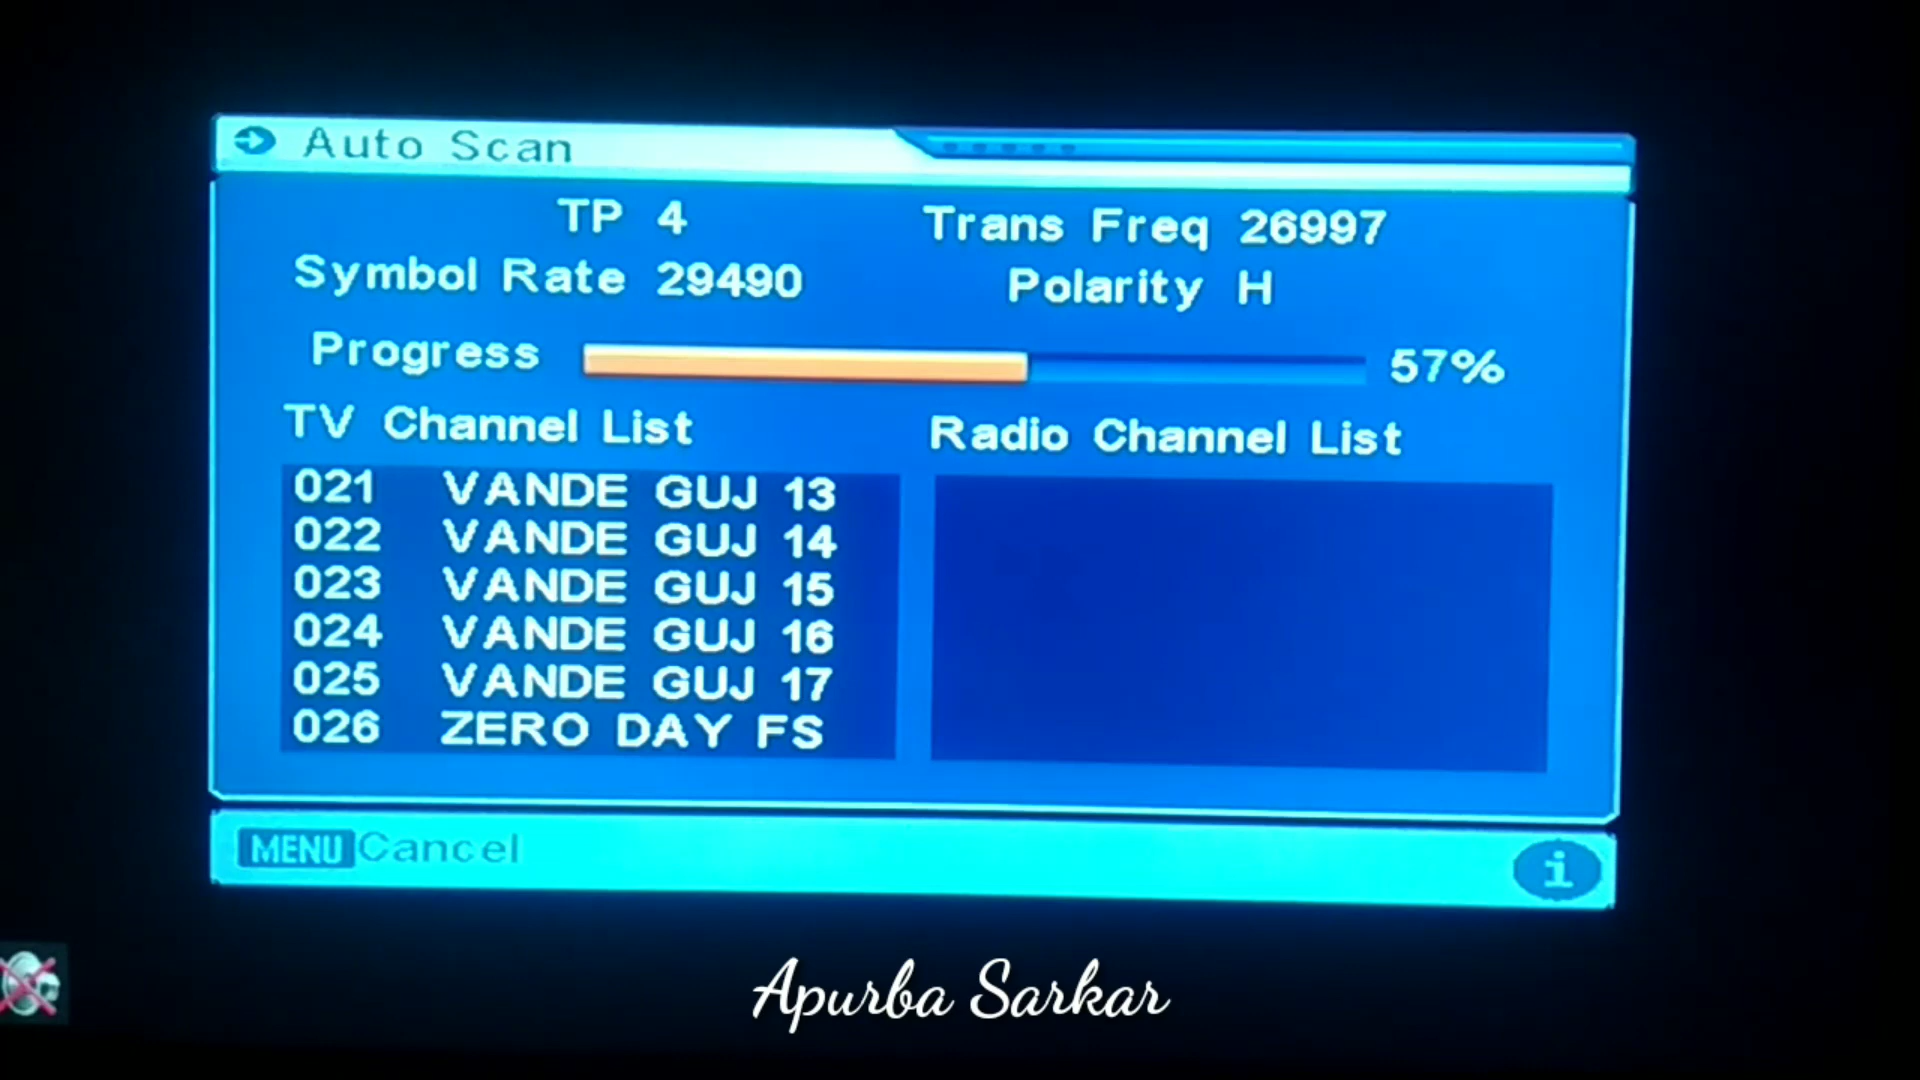 Auto Scan
TP 4 Trans Freq 26997
Symbol Rate 29490 Polarity H
Progress 57%
TV Channel List Radio Channel List
021 VANDE GUJ 13
022 VANDE GUJ 14
023 VANDE GUJ 15
024 VANDE GUJ 16
025 VANDE GUJ 17
026 ZERO DAY FS
MENU Cancel i
Apurba Sarkar